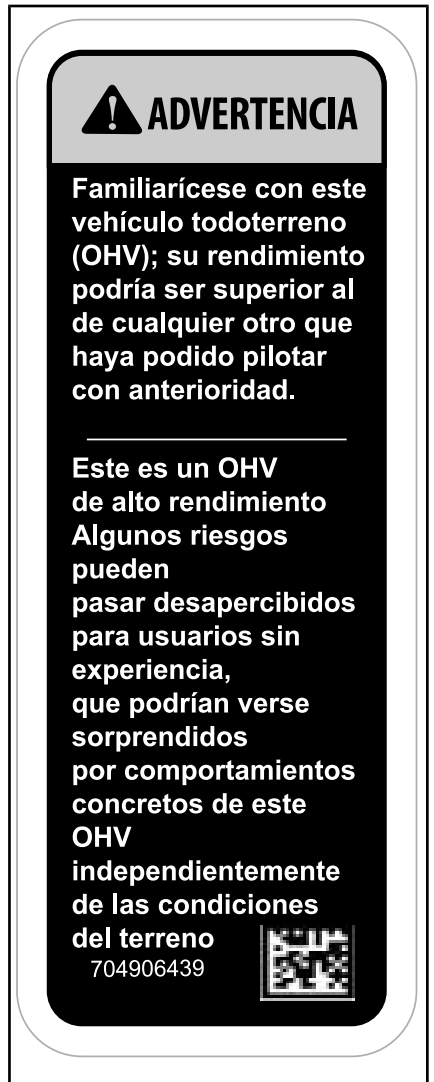 ADVERTENCIA
Familiarícese con este
vehículo todoterreno
(OHV); su rendimiento
podría ser superior al
de cualquier otro que
haya podido pilotar
con anterioridad.
Este es un OHV
de alto rendimiento
Algunos riesgos
pueden
pasar desapercibidos
para usuarios sin
experiencia,
que podrían verse
sorprendidos
por comportamientos
concretos de este
OHV
independientemente
de las condiciones
del terreno
704906439